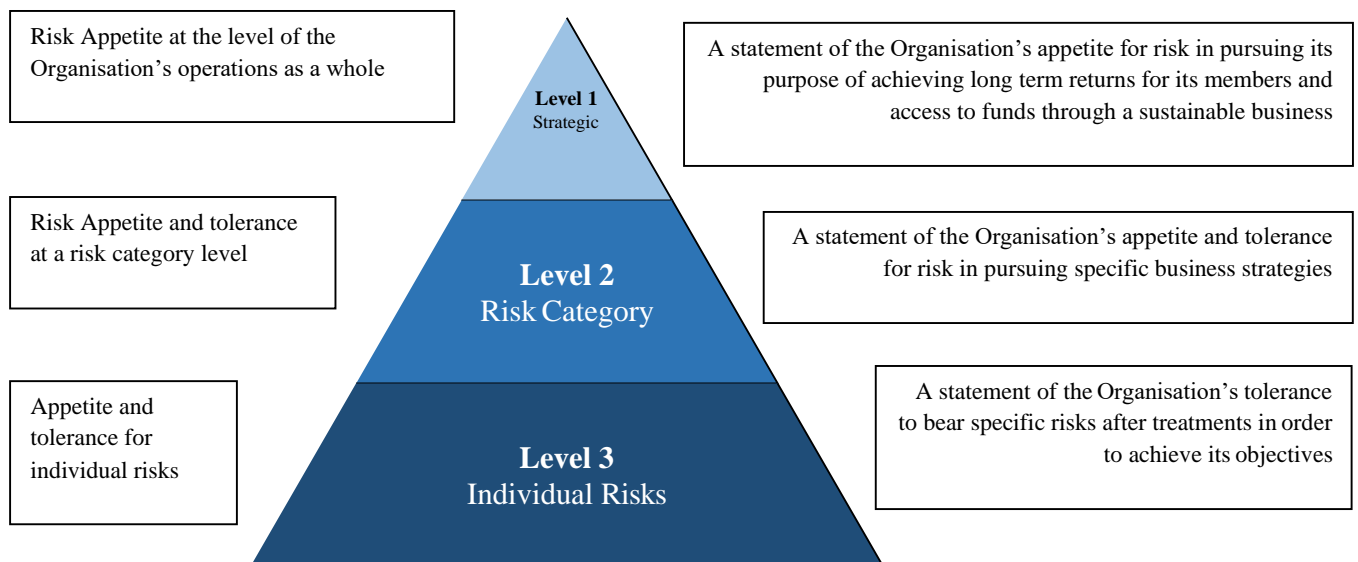 Risk Appetite at the level of the
Organisation's operations as a whole
Level 1
Strategic
A statement of the Organisation's appetite for risk in pursuing its
purpose of achieving long term returns for its members and
access to funds through a sustainable business
Risk Appetite and tolerance
at a risk category level
Level 2
Risk Category
A statement of the Organisation's appetite and tolerance
for risk in pursuing specific business strategies
Appetite and
tolerance for
individual risks
Level 3
Individual Risks
A statement of the Organisation's tolerance
to bear specific risks after treatments in order
to achieve its objectives